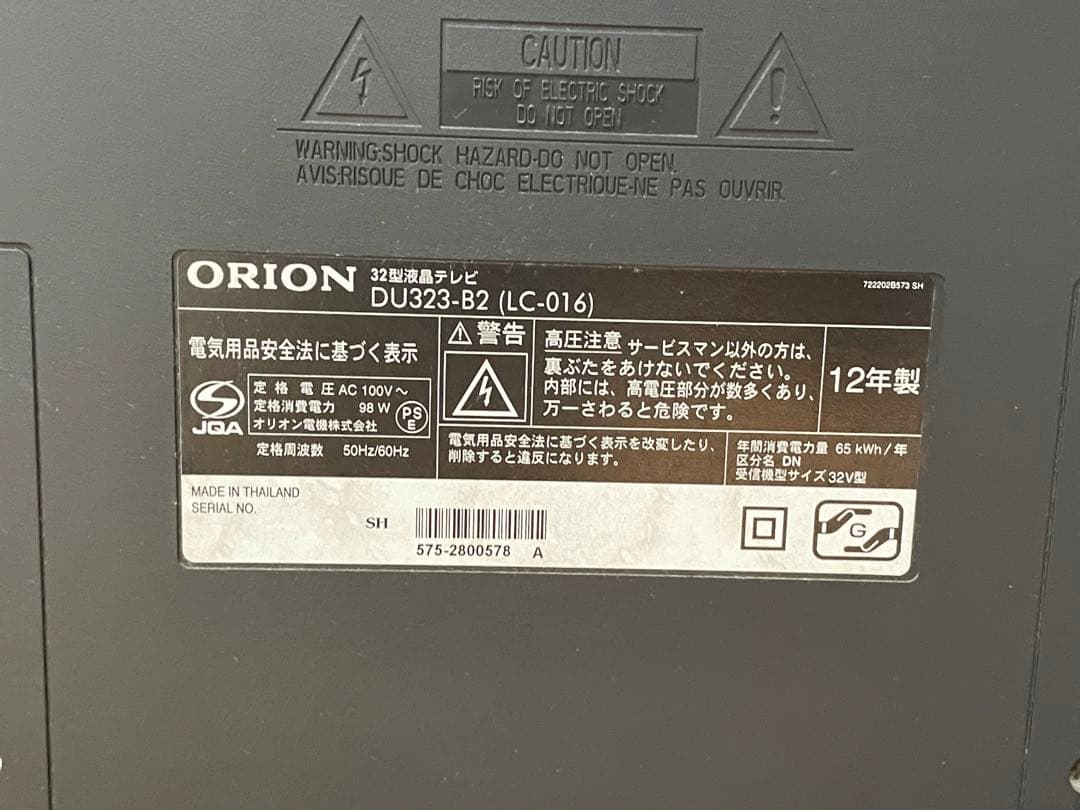 CAUTION
RISK OF ELECTRIC SHOCK
DO NOT OPEN
WARNING:SHOCK HAZARD-DO NOT OPEN.
AVIS:RISQUE DE CHOC ELECTRIQUE-NE PAS OUVRIR.
ORION 32型液晶テレビ
DU323-B2 (LC-016)
722202B573 SH
電気用品安全法に基づく表示
JQA
定格電圧 AC 100V～
定格消費電力 98 W
オリオン電機株式会社
PS
E
定格周波数 50Hz/60Hz
警告
高圧注意 サービスマン以外の方は、
裏ぶたをあけないでください。
内部には、高電圧部分が数多くあり、
万一さわると危険です。
12年製
電気用品安全法に基づく表示を改変したり、
削除すると違反になります。
年間消費電力量 65 kWh/年
区分名 DN
受信機型サイズ 32V型
MADE IN THAILAND
SERIAL NO.
SH
575-2800578 A
G